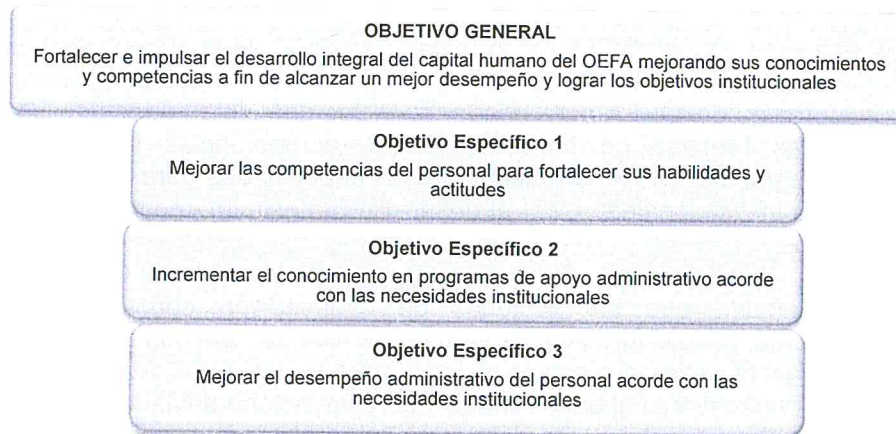 OBJETIVO GENERAL
Fortalecer e impulsar el desarrollo integral del capital humano del OEFA mejorando sus conocimientos
y competencias a fin de alcanzar un mejor desempeño y lograr los objetivos institucionales
Objetivo Específico 1
Mejorar las competencias del personal para fortalecer sus habilidades y
actitudes
Objetivo Específico 2
Incrementar el conocimiento en programas de apoyo administrativo acorde
con las necesidades institucionales
Objetivo Específico 3
Mejorar el desempeño administrativo del personal acorde con las
necesidades institucionales